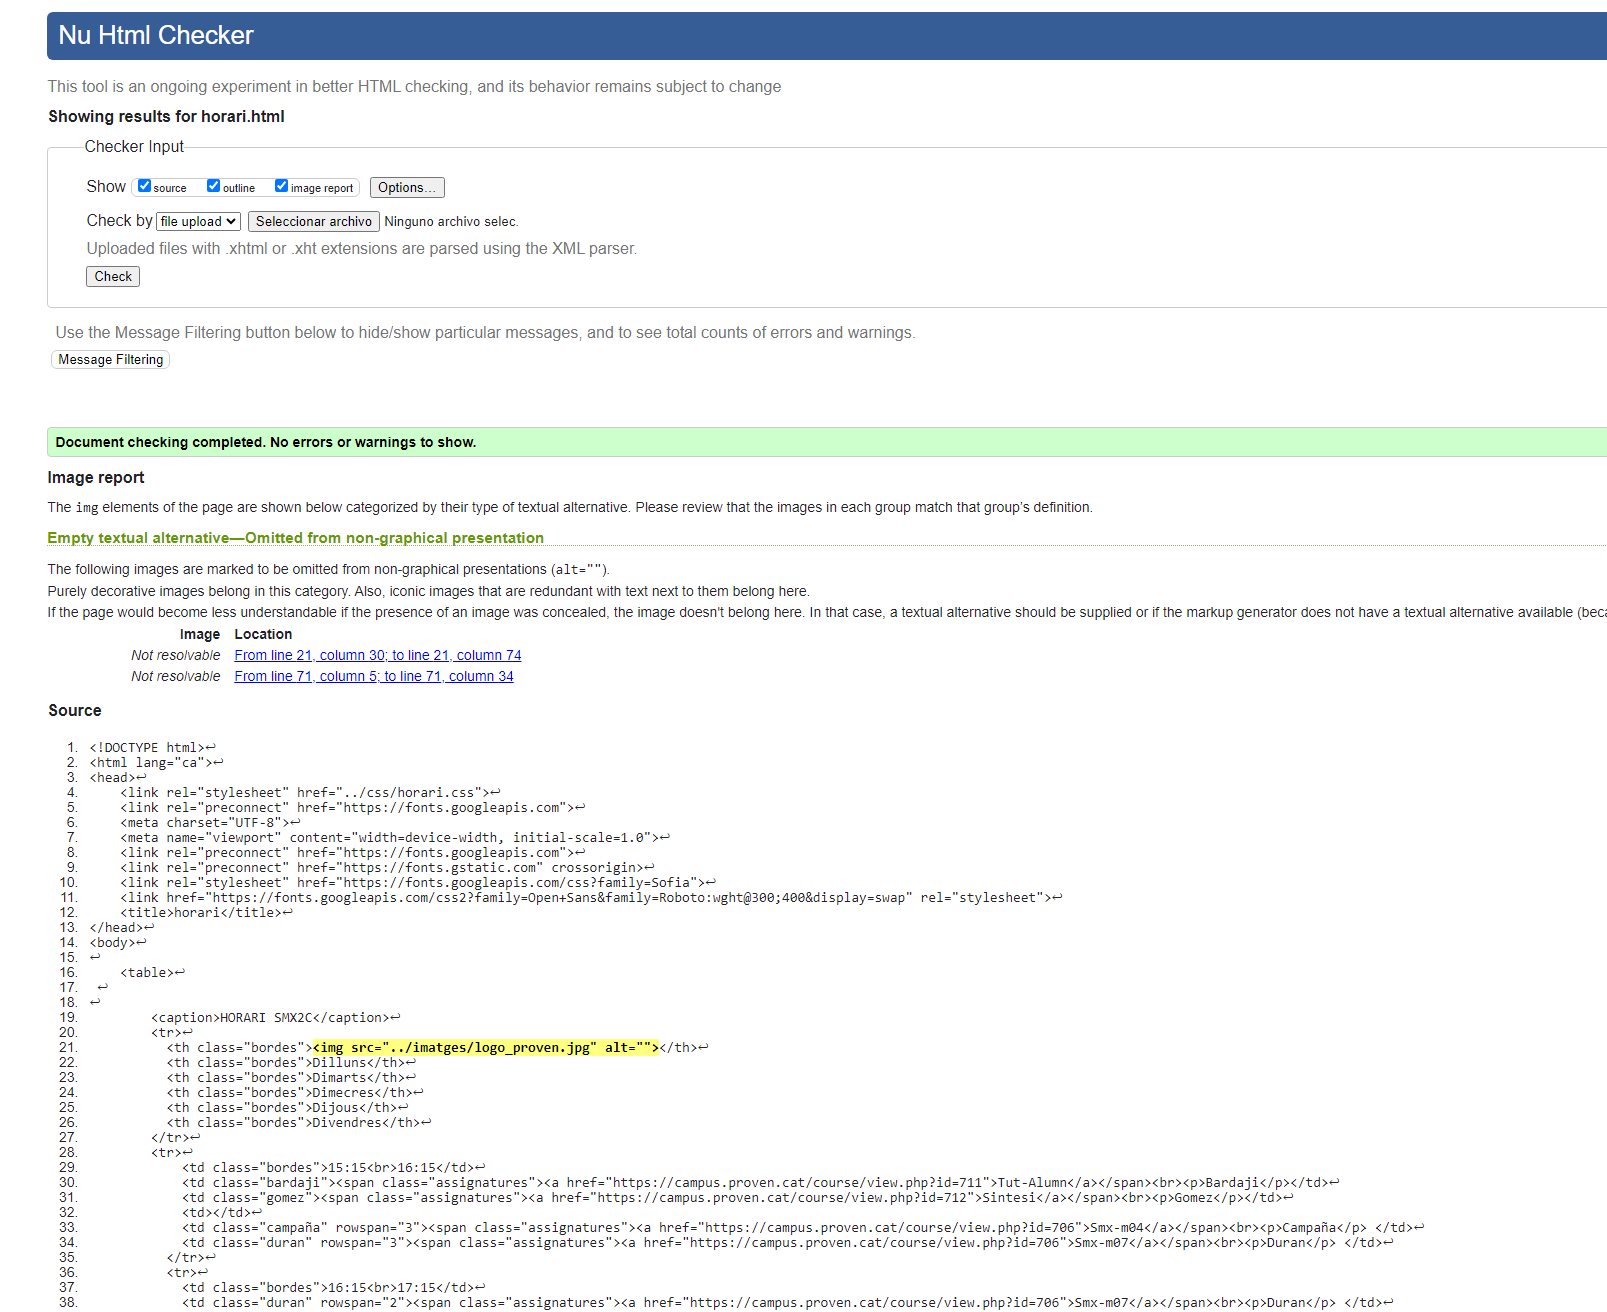 Nu Html Checker
This tool is an ongoing experiment in better HTML checking, and its behavior remains subject to change
Showing results for horari.html
Checker Input
Show source outline image report Options...
Check by file upload Seleccionar archivo Ninguno archivo selec.
Uploaded files with .xhtml or .xht extensions are parsed using the XML parser.
Check
Use the Message Filtering button below to hide/show particular messages, and to see total counts of errors and warnings.
Message Filtering
Document checking completed. No errors or warnings to show.
Image report
The img elements of the page are shown below categorized by their type of textual alternative. Please review that the images in each group match that group's definition.
Empty textual alternative—Omitted from non-graphical presentation
The following images are marked to be omitted from non-graphical presentations (alt="").
Purely decorative images belong in this category. Also, iconic images that are redundant with text next to them belong here.
If the page would become less understandable if the presence of an image was concealed, the image doesn't belong here. In that case, a textual alternative should be supplied or if the markup generator does not have a textual alternative available (beca
Image Location
Not resolvable From line 21, column 30; to line 21, column 74
Not resolvable From line 71, column 5; to line 71, column 34
Source
1. <!DOCTYPE html>↩
2. <html lang="ca">↩
3. <head>↩
4. <link rel="stylesheet" href="../css/horari.css">↩
5. <link rel="preconnect" href="https://fonts.googleapis.com">↩
6. <meta charset="UTF-8">↩
7. <meta name="viewport" content="width=device-width, initial-scale=1.0">↩
8. <link rel="preconnect" href="https://fonts.googleapis.com">↩
9. <link rel="preconnect" href="https://fonts.gstatic.com" crossorigin>↩
10. <link rel="stylesheet" href="https://fonts.googleapis.com/css?family=Sofia">↩
11. <link href="https://fonts.googleapis.com/css2?family=Open+Sans&family=Roboto:wght@300;400&display=swap" rel="stylesheet">↩
12. <title>horari</title>↩
13. </head>↩
14. <body>↩
15. ↩
16. <table>↩
17. ↩
18. ↩
19. <caption>HORARI SMX2C</caption>↩
20. <tr>↩
21. <th class="bordes"><img src="../imatges/logo_proven.jpg" alt=""></th>↩
22. <th class="bordes">Dilluns</th>↩
23. <th class="bordes">Dimarts</th>↩
24. <th class="bordes">Dimecres</th>↩
25. <th class="bordes">Dijous</th>↩
26. <th class="bordes">Divendres</th>↩
27. </tr>↩
28. <tr>↩
29. <td class="bordes">15:15<br>16:15</td>↩
30. <td class="bardaji"><span class="assignatures"><a href="https://campus.proven.cat/course/view.php?id=711">Tut-Alumn</a></span><br><p>Bardaji</p></td>↩
31. <td class="gomez"><span class="assignatures"><a href="https://campus.proven.cat/course/view.php?id=712">Sintesi</a></span><br><p>Gomez</p></td>↩
32. <td></td>↩
33. <td class="campaña" rowspan="3"><span class="assignatures"><a href="https://campus.proven.cat/course/view.php?id=706">Smx-m04</a></span><br><p>Campaña</p> </td>↩
34. <td class="duran" rowspan="3"><span class="assignatures"><a href="https://campus.proven.cat/course/view.php?id=706">Smx-m07</a></span><br><p>Duran</p> </td>↩
35. </tr>↩
36. <tr>↩
37. <td class="bordes">16:15<br>17:15</td>↩
38. <td class="duran" rowspan="2"><span class="assignatures"><a href="https://campus.proven.cat/course/view.php?id=706">Smx-m07</a></span><br><p>Duran</p> </td>↩